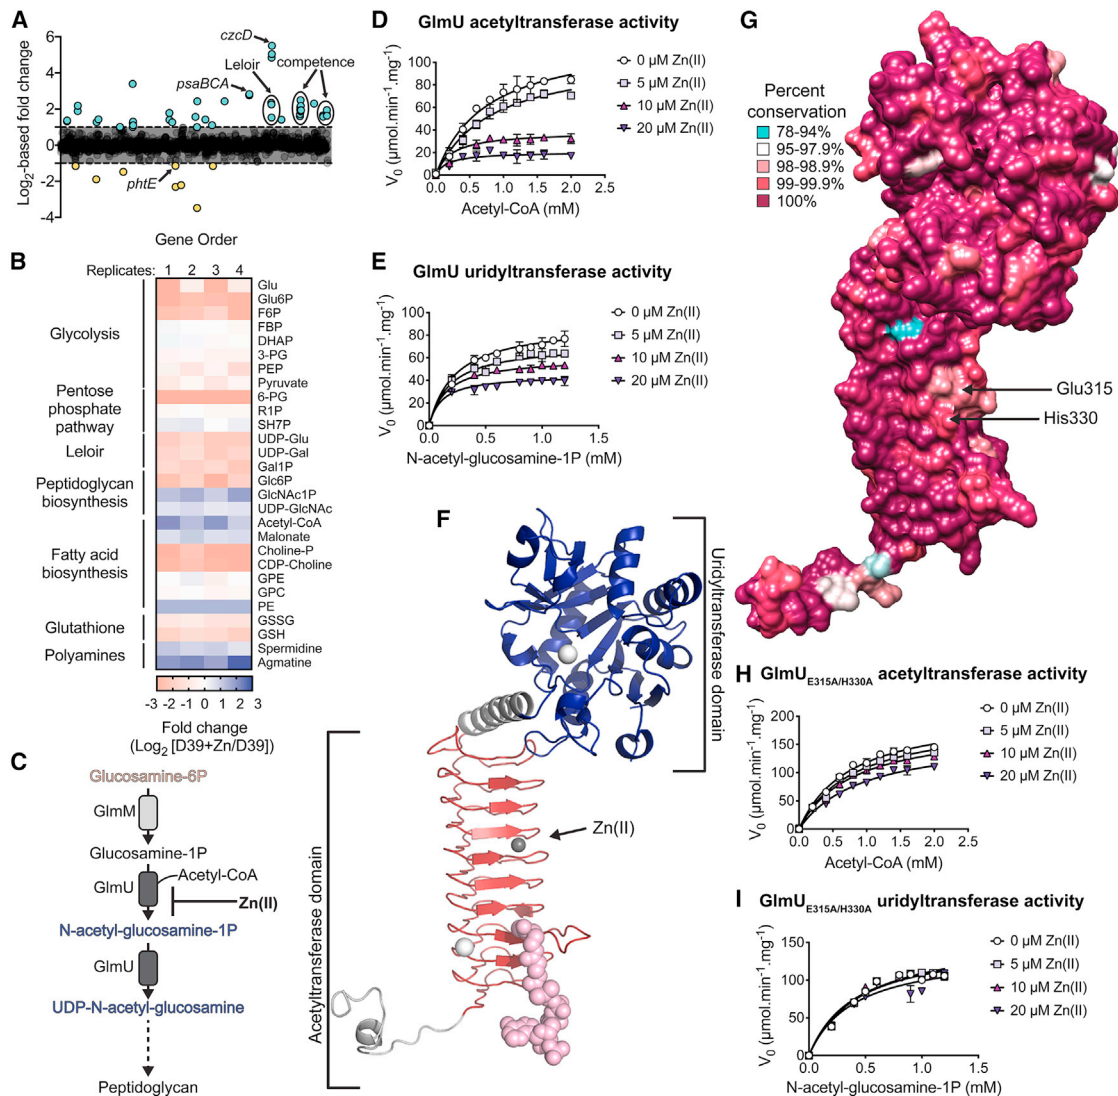 A
Log2-based fold change
6
4
2
0
-2
-4
czcD
Leloir
competence
psaBCA
phtE
Gene Order
B
Replicates: 1 2 3 4
Glycolysis
Pentose
phosphate
pathway
Leloir
Peptidoglycan
biosynthesis
Fatty acid
biosynthesis
Glutathione
Polyamines
Glu
Glu6P
F6P
FBP
DHAP
3-PG
PEP
Pyruvate
6-PG
R1P
SH7P
UDP-Glu
UDP-Gal
Gal1P
Glc6P
GlcNAc1P
UDP-GlcNAc
Acetyl-CoA
Malonate
Choline-P
CDP-Choline
GPE
GPC
PE
GSSG
GSH
Spermidine
Agmatine
-3 -2 -1 0 1 2 3
Fold change
(Log2 [D39+Zn/D39])
C
Glucosamine-6P
GlmM
Glucosamine-1P
GlmU
Acetyl-CoA
Zn(II)
N-acetyl-glucosamine-1P
GlmU
UDP-N-acetyl-glucosamine
Peptidoglycan
D
GlmU acetyltransferase activity
V0 (µmol.min-1.mg-1)
100
80
60
40
20
0
0.0 0.5 1.0 1.5 2.0 2.5
Acetyl-CoA (mM)
0 µM Zn(II)
5 µM Zn(II)
10 µM Zn(II)
20 µM Zn(II)
E
GlmU uridyltransferase activity
V0 (µmol.min-1.mg-1)
100
80
60
40
20
0
0.0 0.5 1.0 1.5
N-acetyl-glucosamine-1P (mM)
0 µM Zn(II)
5 µM Zn(II)
10 µM Zn(II)
20 µM Zn(II)
F
Uridyltransferase domain
Zn(II)
Acetyltransferase domain
G
Percent
conservation
78-94%
95-97.9%
98-98.9%
99-99.9%
100%
Glu315
His330
H
GlmUE315A/H330A acetyltransferase activity
V0 (µmol.min-1.mg-1)
200
150
100
50
0
0.0 0.5 1.0 1.5 2.0 2.5
Acetyl-CoA (mM)
0 µM Zn(II)
5 µM Zn(II)
10 µM Zn(II)
20 µM Zn(II)
I
GlmUE315A/H330A uridyltransferase activity
V0 (µmol.min-1.mg-1)
150
100
50
0
0.0 0.5 1.0 1.5
N-acetyl-glucosamine-1P (mM)
0 µM Zn(II)
5 µM Zn(II)
10 µM Zn(II)
20 µM Zn(II)